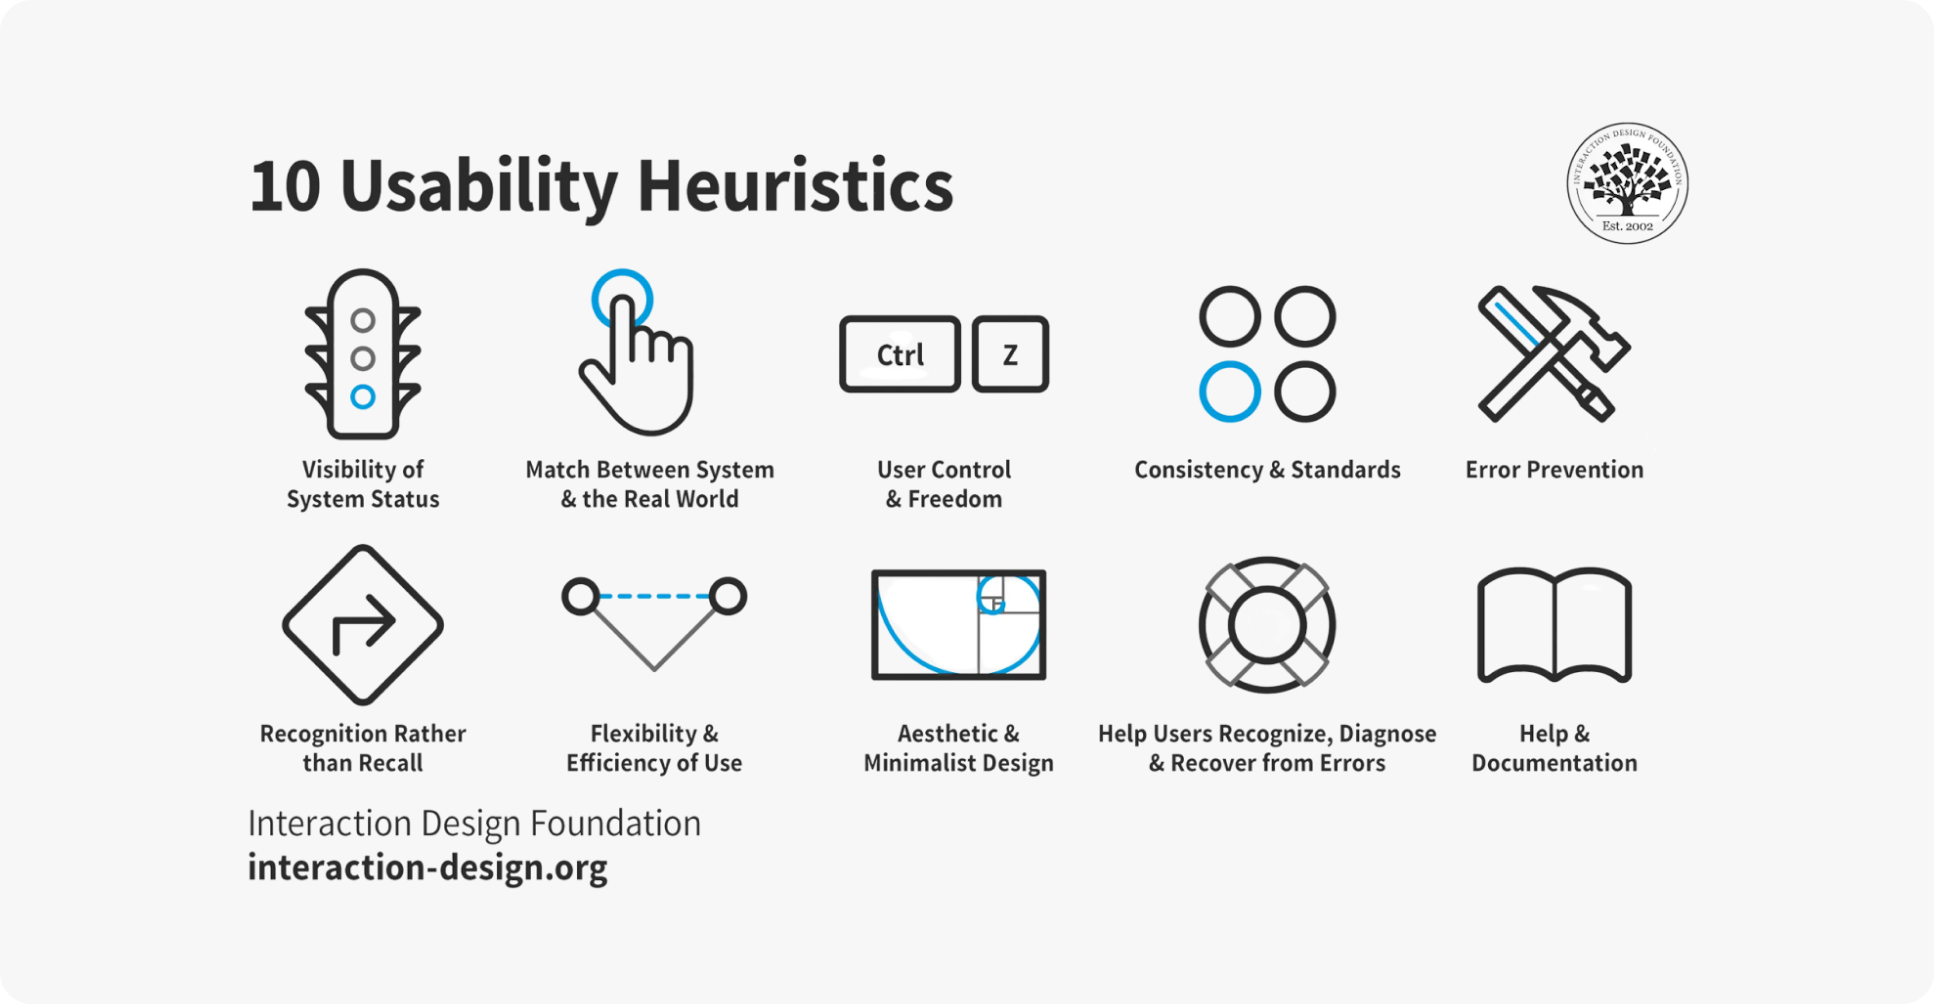 10 Usability Heuristics
INTERACTION DESIGN FOUNDATION
Est. 2002
Ctrl
Z
Visibility of
System Status
Match Between System
& the Real World
User Control
& Freedom
Consistency & Standards
Error Prevention
Recognition Rather
than Recall
Flexibility &
Efficiency of Use
Aesthetic &
Minimalist Design
Help Users Recognize, Diagnose
& Recover from Errors
Help &
Documentation
Interaction Design Foundation
interaction-design.org